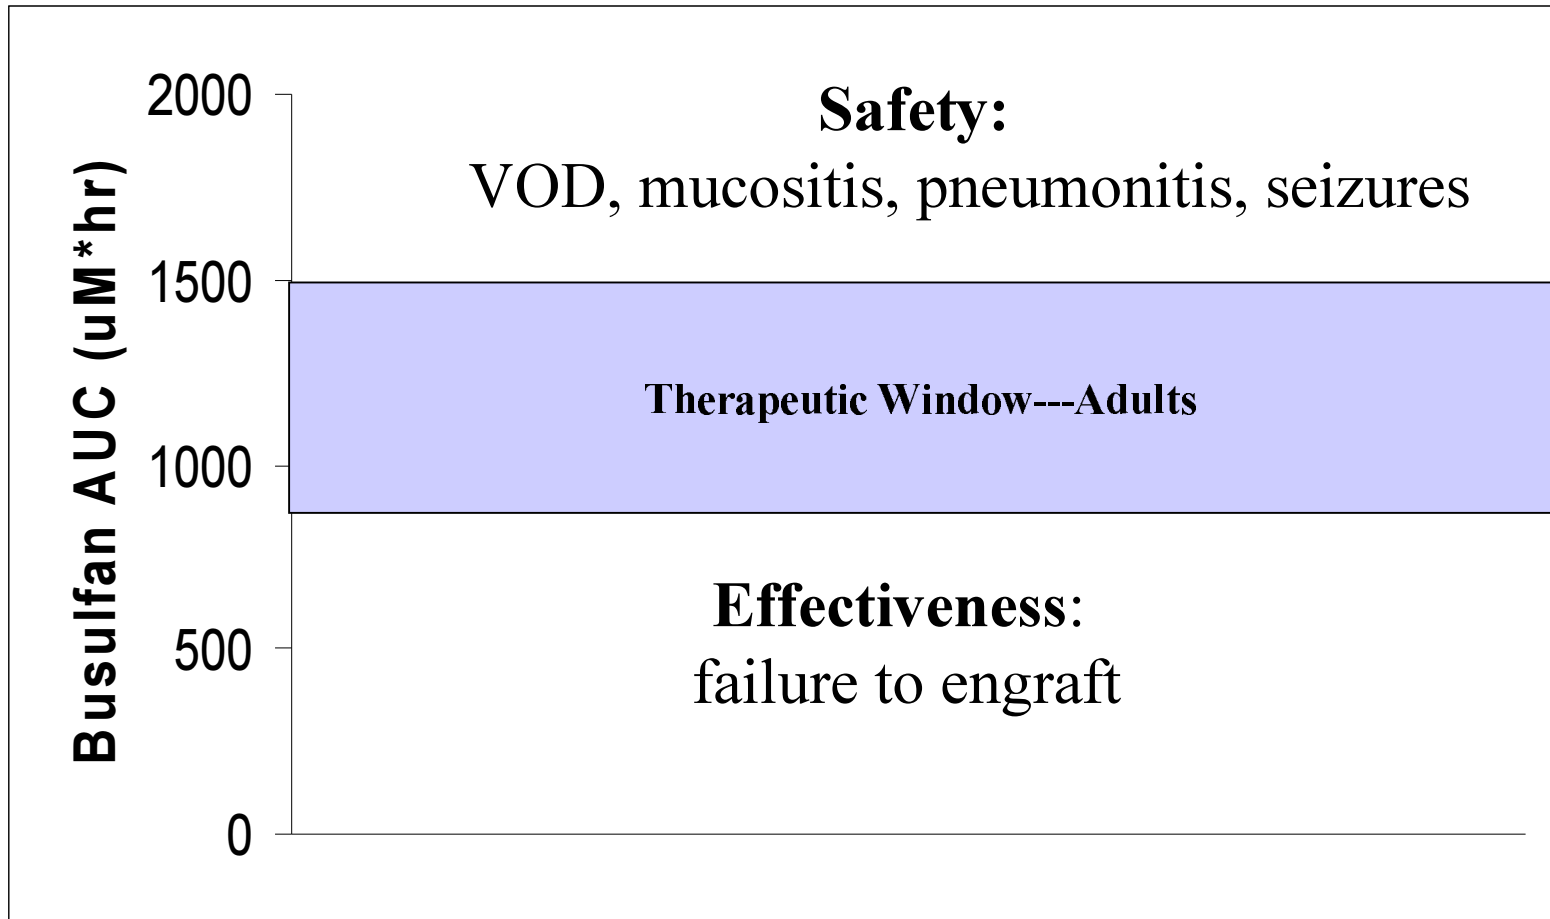 Busulfan AUC (uM*hr)
2000
1500
1000
500
0
Safety:
VOD, mucositis, pneumonitis, seizures
Therapeutic Window---Adults
Effectiveness:
failure to engraft